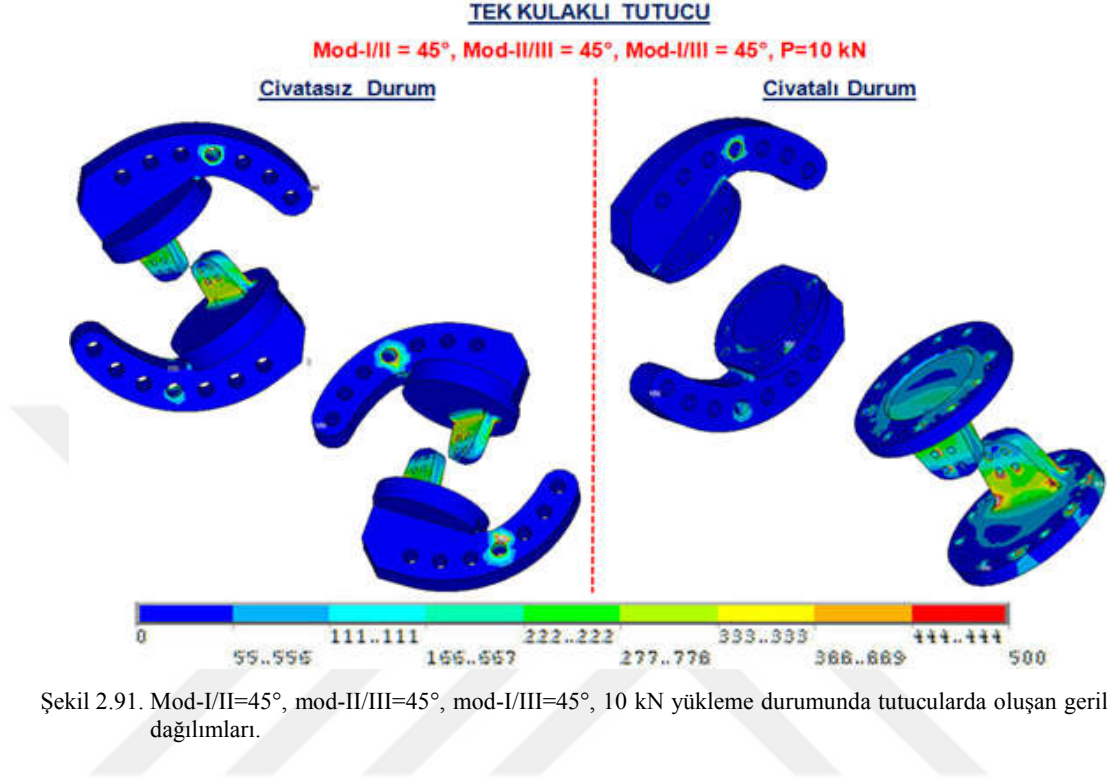 TEK KULAKLI TUTUCU
Mod-I/II = 45°, Mod-II/III = 45°, Mod-I/III = 45°, P=10 kN
Civatasız Durum
Civatalı Durum
0
111..111
222..222
333..333
444..444
55..556
166..667
277..778
388..889
500
Şekil 2.91. Mod-I/II=45°, mod-II/III=45°, mod-I/III=45°, 10 kN yükleme durumunda tutucularda oluşan geril
dağılımları.